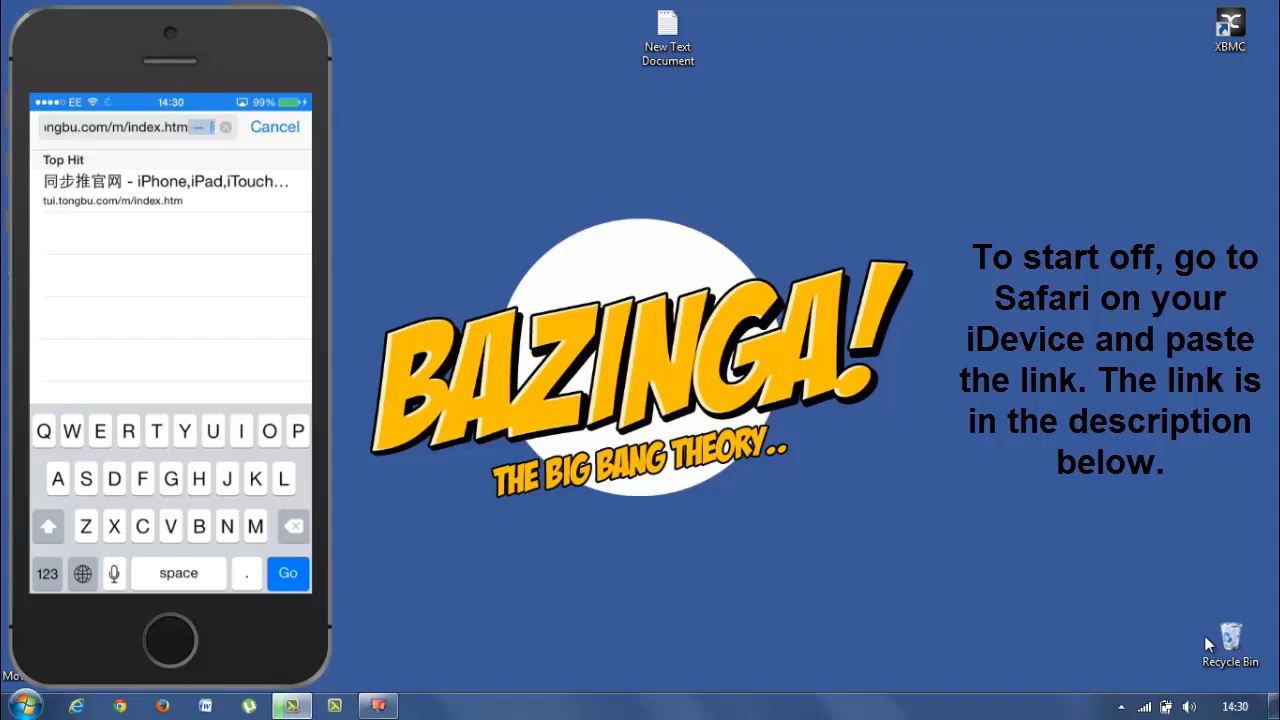 New Text
Document
XBMC
EE
14:30
99%
ongbu.com/m/index.htm
Cancel
Top Hit
同步推官网 - iPhone,iPad,iTouch...
tui.tongbu.com/m/index.htm
Q W E R T Y U I O P
A S D F G H J K L
Z X C V B N M
123
space
.
Go
BAZINGA!
THE BIG BANG THEORY..
To start off, go to
Safari on your
iDevice and paste
the link. The link is
in the description
below.
Recycle Bin
14:30